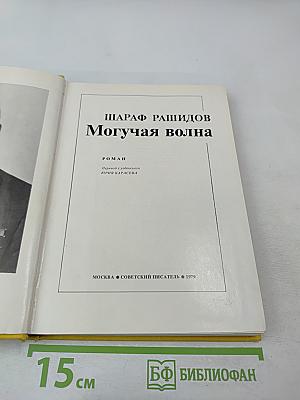 ШАРАФ РАШИДОВ
Могучая волна
РОМАН
Перевод с узбекского
ЮРИЯ КАРАСЕВА
МОСКВА ● СОВЕТСКИЙ ПИСАТЕЛЬ ● 1979
15 см
БФ БИБЛИОФАН